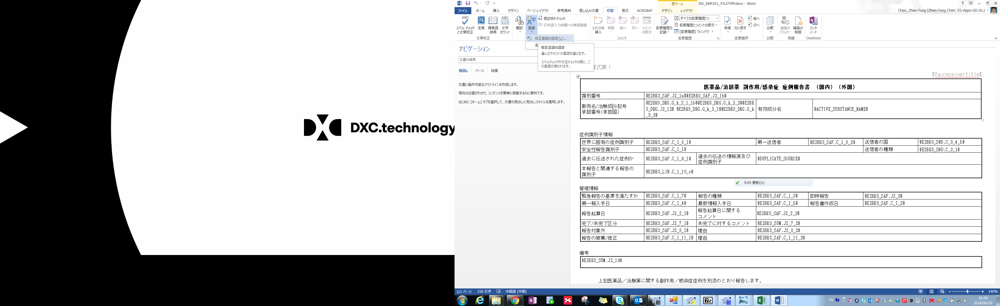 DXC.technology
INI_EBR3X1_FILETMP.docx - Word
表ツール
ファイル ホーム 挿入 デザイン ページ レイアウト 参考資料 差し込み文書 校閲 表示 ACROBAT デザイン レイアウト
Chen, Zhen-Tong (Zhen-Tong Chen, ES-Apps-GD-DL)
スペル チェックと文章校正 定義 類義語辞典 文字カウント 翻訳 言語
表記ゆれチェック
日本語入力辞書への単語登録
コメントの挿入 削除 前へ 次へ コメントの表示
変更履歴の記録
すべての変更履歴/コ…
変更履歴とコメントの表示
[変更履歴] ウィンドウ
承諾 元に戻す 前へ 次へ 比較 編集のブロック 編集の制限 リンクノート
文章校正 コメント 変更履歴 変更箇所 比較 保護 OneNote
校正言語の設定(L)...
校正言語の設定
選んだテキストの言語を選びます。
スペルチェックや文法チェックの際に、こ
の言語が使われます。
ナビゲーション
文書の検索
見出し ページ 結果
文書に操作可能なアウトラインを作成します。
現在の位置がわかり、コンテンツを簡単に移動するのに便利です。
はじめに [ホーム] タブを選択して、文書の見出しに見出しスタイルを適用します。
様式第 1
$faxreceivertitle$
医薬品/治験薬 副作用/感染症 症例報告書 (国内) (外国)
識別番号 $E2BR3_SAF.J2_1a$$E2BR3_SAF.J2_1b$
販売名/治験成分記号
承認番号(承認国)
$E2BR3_DRG.G_k_2_1_1b$$E2BR3_DRG.G_k_2_2$$E2BR
3_DRG.J2_12$ $E2BR3_DRG.G_k_3_1$$E2BR3_DRG.G_k
_3_2$
有効成分名 $ACTIVE_SUBSTANCE_NAME$
症例識別子情報
世界に固有の症例識別子 $E2BR3_SAF.C_1_8_1$ 第一送信者 $E2BR3_SAF.C_1_8_2$ 送信者の国 $E2BR3_SND.C_3_4_5$
安全性報告識別子 $E2BR3_SAF.C_1_1$ 送信者の種類 $E2BR3_SND.C_3_1$
過去に伝送された症例か $E2BR3_SAF.C_1_9_1$ 過去の伝送の情報源及び
症例識別子 $DUPLICATE_SOURCE$
本報告と関連する報告の
識別子 $E2BR3_LIN.C_1_10_r$
SVN 更新(U)
管理情報
緊急報告の基準を満たすか $E2BR3_SAF.C_1_7$ 報告の種類 $E2BR3_SAF.C_1_3$ 即時報告 $E2BR3_SAF.J2_3$
第一報入手日 $E2BR3_SAF.C_1_4$ 最新情報入手日 $E2BR3_SAF.C_1_5$ 報告書作成日 $E2BR3_SAF.C_1_2$
報告起算日 $E2BR3_SAF.J2_2_1$ 報告起算日に関する
コメント $E2BR3_SAF.J2_2_2$
完了/未完了区分 $E2BR3_SAF.J2_7_1$ 未完了に対するコメント $E2BR3_SUM.J2_7_2$
報告対象外 $E2BR3_SAF.J2_8_1$ 理由 $E2BR3_SAF.J2_8_2$
報告の破棄/修正 $E2BR3_SAF.C_1_11_1$ 理由 $E2BR3_SAF.C_1_11_2$
備考
$E2BR3_SUM.J2_19$
上記医薬品／治験薬に関する副作用／感染症症例を別添のとおり報告します。
1/1 ページ 318 文字 中国語 (中国) 140%
EN
10:59
2018/06/28